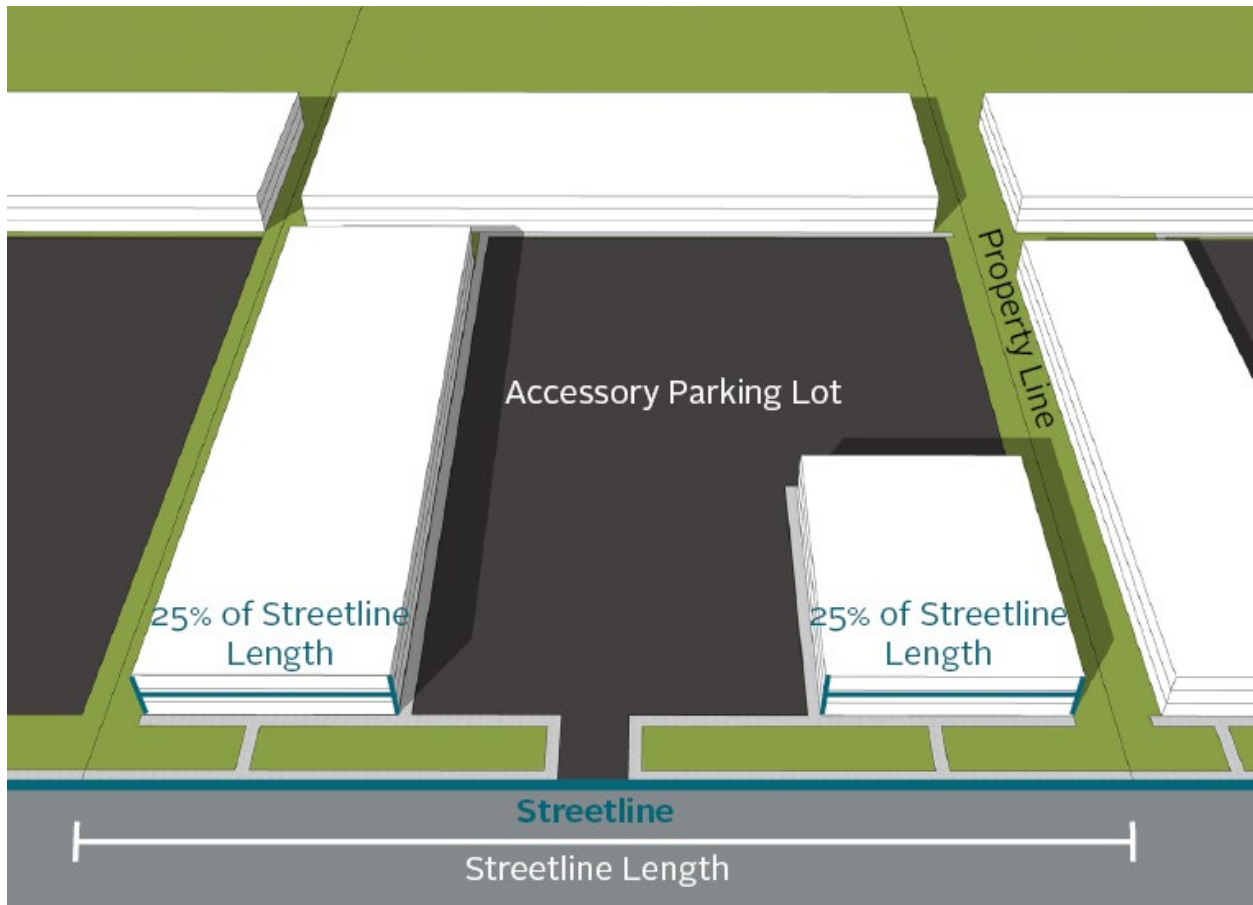 Property Line
Accessory Parking Lot
25% of Streetline
Length
25% of Streetline
Length
Streetline
Streetline Length